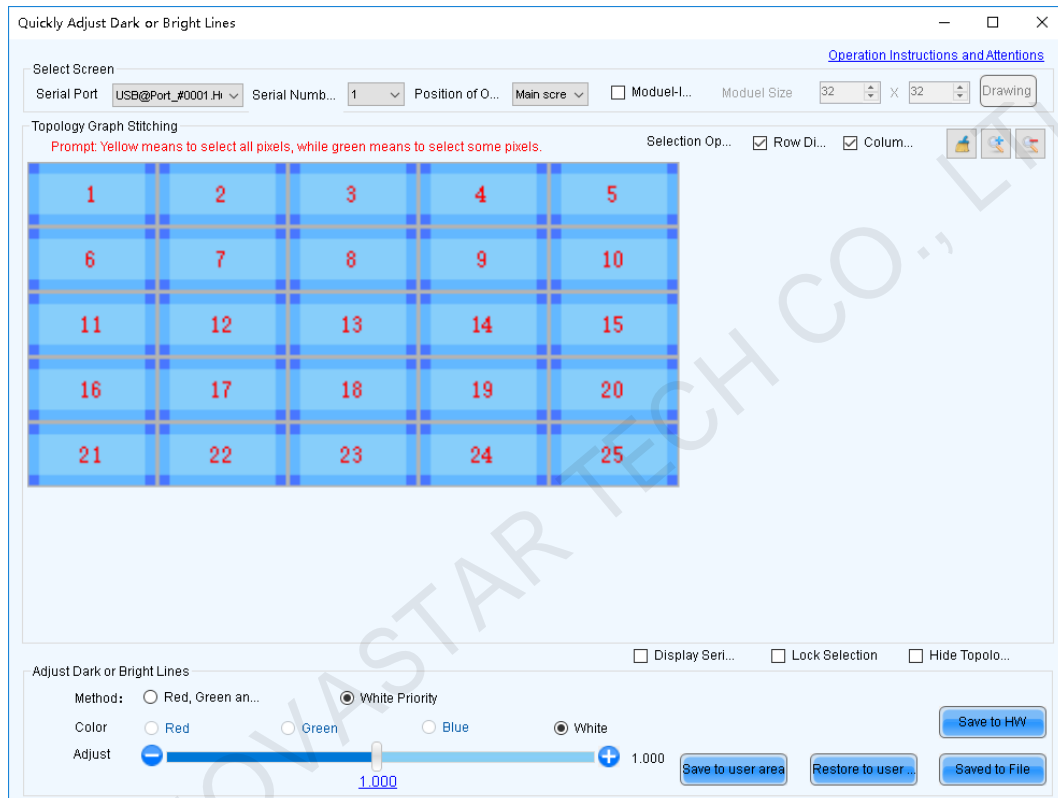 Quickly Adjust Dark or Bright Lines
Operation Instructions and Attentions
Select Screen
Serial Port USB@Port_#0001.H Serial Numb... 1 Position of O... Main scre Moduel-I... Moduel Size 32 X 32 Drawing
Topology Graph Stitching
Prompt: Yellow means to select all pixels, while green means to select some pixels. Selection Op... Row Di... Colum...
1 2 3 4 5
6 7 8 9 10
11 12 13 14 15
16 17 18 19 20
21 22 23 24 25
Display Seri... Lock Selection Hide Topolo...
Adjust Dark or Bright Lines
Method: Red, Green an... White Priority
Color Red Green Blue White
Save to HW
Adjust 1.000
1.000
Save to user area Restore to user ... Saved to File
OVASTAR TECH CO., LT